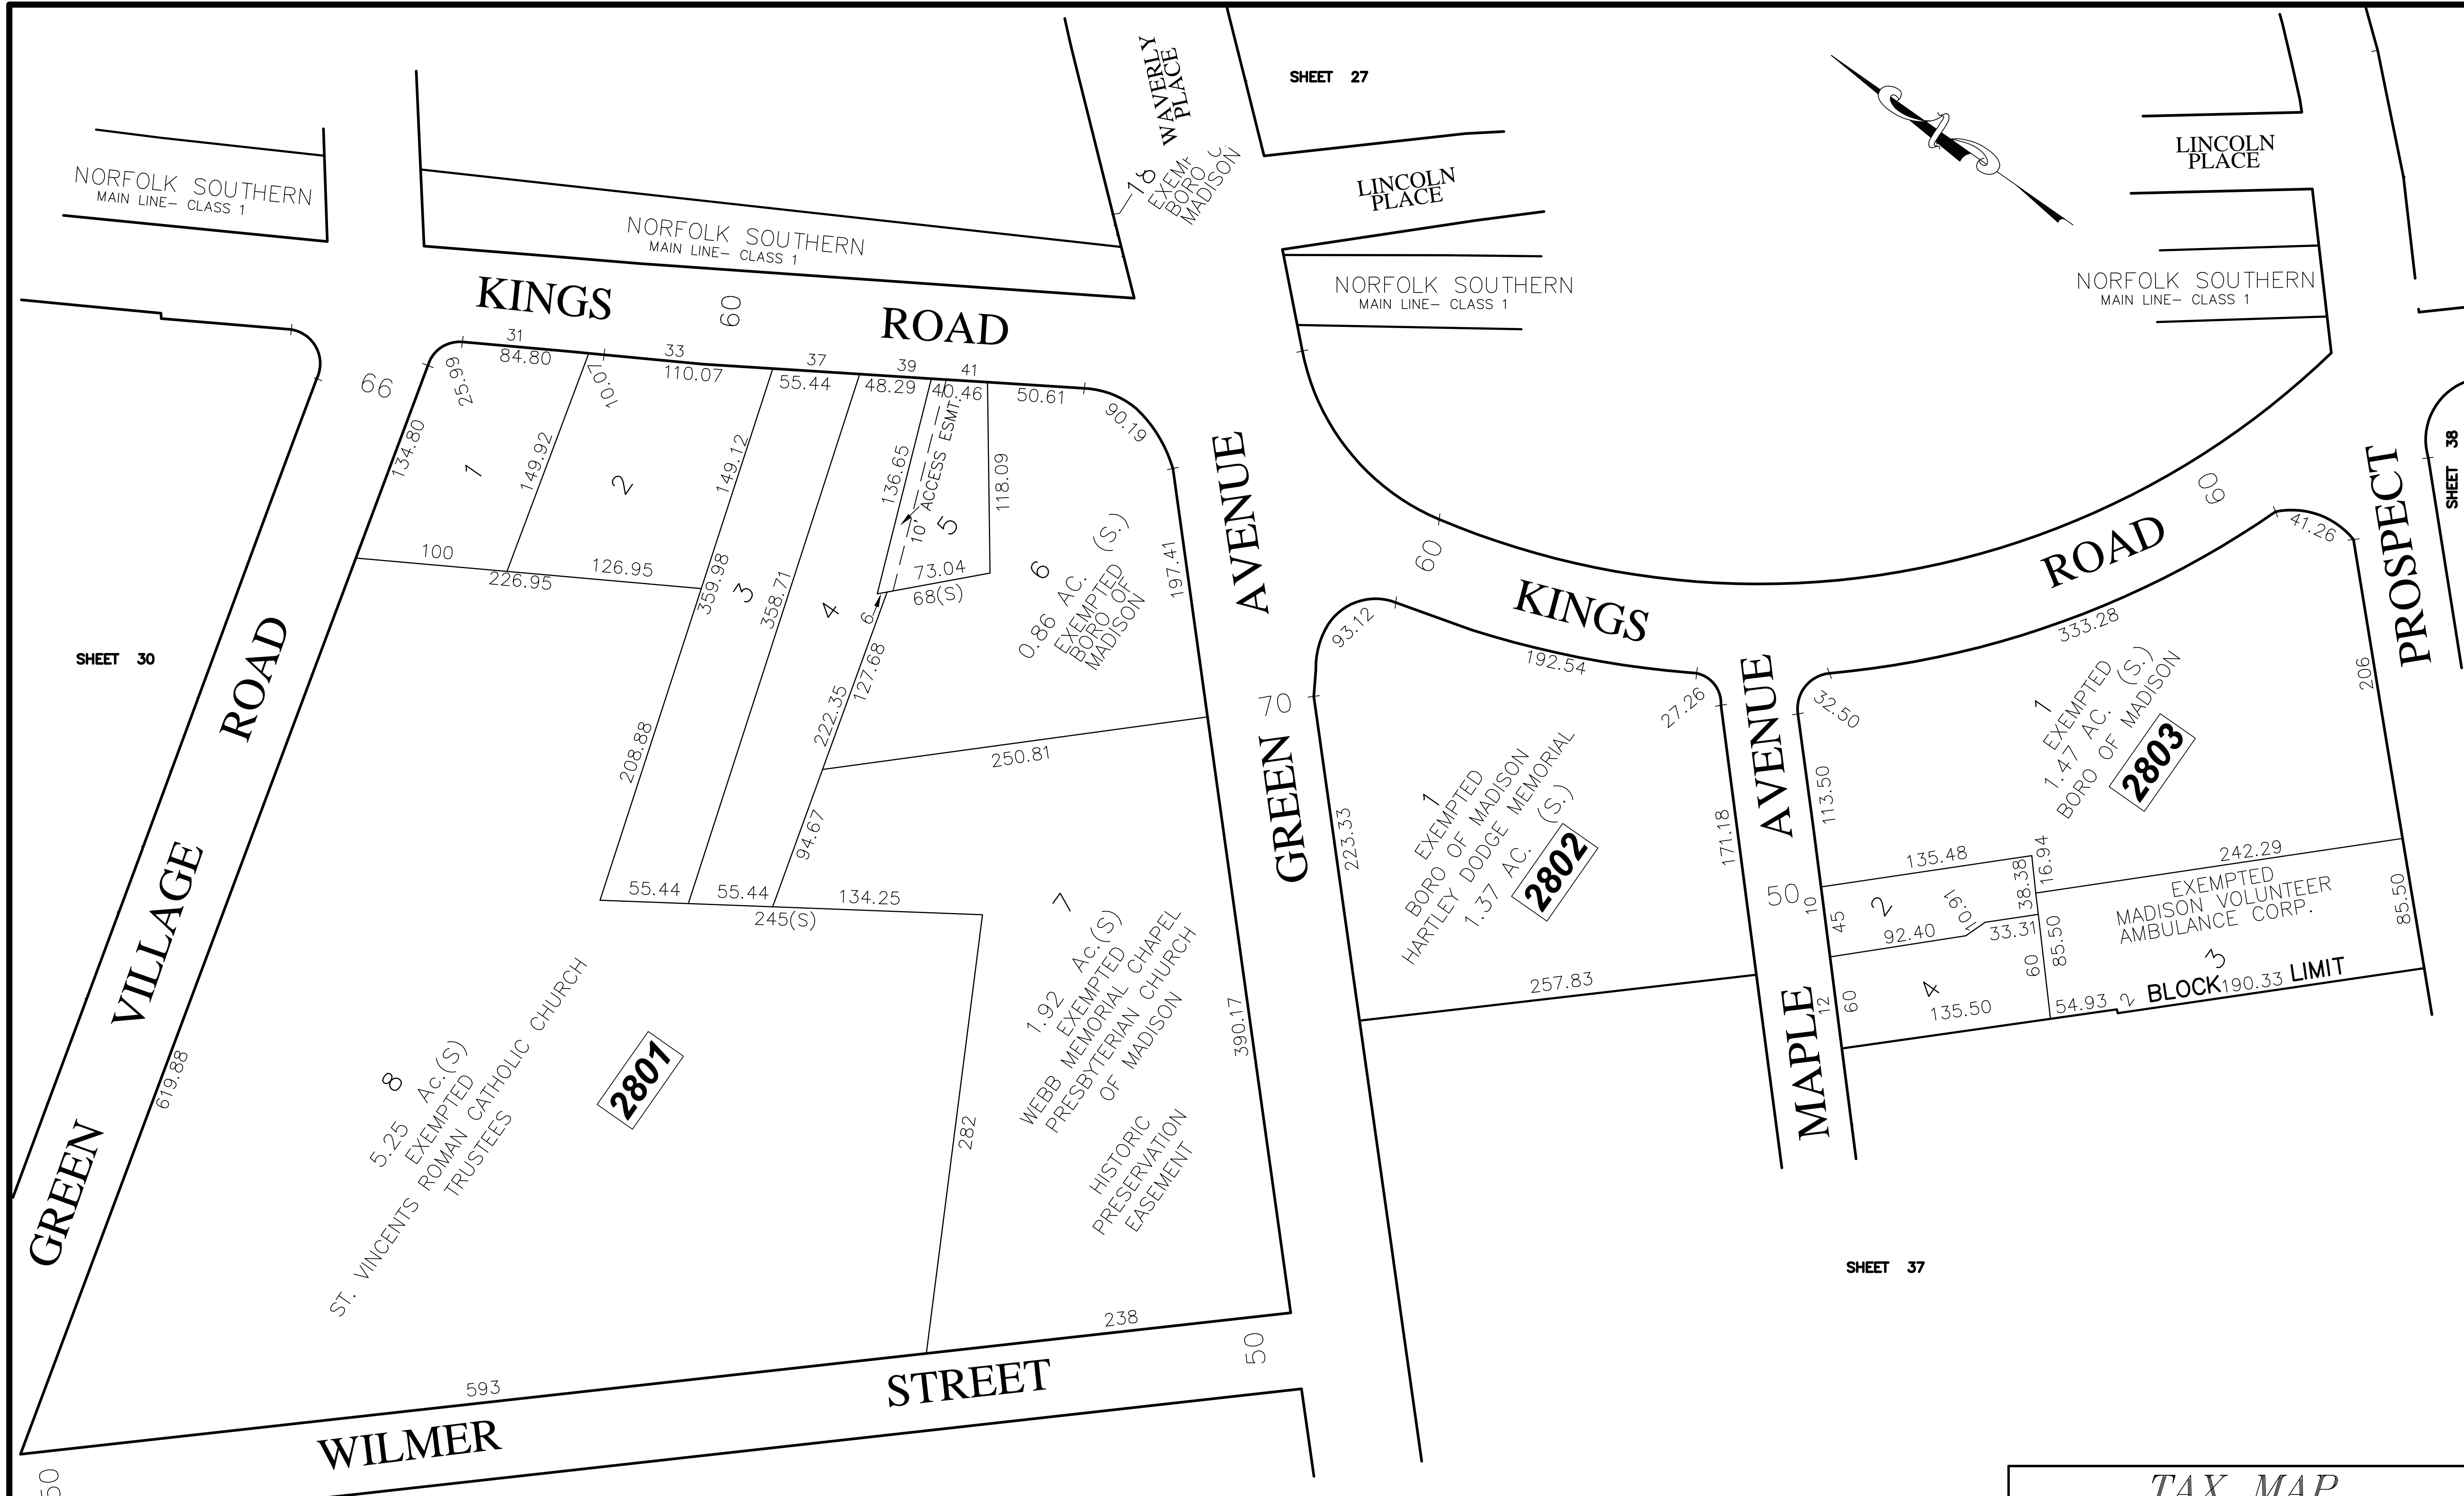 SHEET 27
WAVERLY
PLACE
18
BORO
MADISON
LINCOLN
PLACE
LINCOLN
PLACE
NORFOLK SOUTHERN
MAIN LINE- CLASS 1
NORFOLK SOUTHERN
MAIN LINE- CLASS 1
NORFOLK SOUTHERN
MAIN LINE- CLASS 1
NORFOLK SOUTHERN
MAIN LINE- CLASS 1
KINGS 60 ROAD
31 33 37 39 41
84.80 110.07 55.44 48.29 40.46 50.61
66
25.99
10.07
90.19
134.80
1
149.92
2
149.12
136.65
10' ACCESS ESMT.
5
118.09
100
226.95
126.95
359.98
3
358.71
4
6
73.04
68(S)
6
0.86 AC. (S.)
EXEMPTED
BORO OF
MADISON
197.41
127.68
222.35
208.88
250.81
94.67
55.44
55.44
134.25
245(S)
SHEET 30
GREEN VILLAGE ROAD
619.88
8
5.25 Ac.(S)
EXEMPTED
ST. VINCENTS ROMAN CATHOLIC CHURCH
TRUSTEES
2801
282
7
1.92 Ac.(S)
EXEMPTED
WEBB MEMORIAL CHAPEL
PRESBYTERIAN CHURCH
OF MADISON
HISTORIC
PRESERVATION
EASEMENT
390.17
238
593
WILMER STREET
50
GREEN AVENUE
70
60
KINGS ROAD
60
93.12
192.54
27.26
32.50
333.28
41.26
PROSPECT
SHEET 38
206
223.33
1
EXEMPTED
BORO OF MADISON
HARTLEY DODGE MEMORIAL
1.37 AC. (S.)
2802
171.18
257.83
MAPLE AVENUE
50
113.50
1
EXEMPTED
1.47 AC. (S.)
BORO OF MADISON
2803
135.48
16.94
38.38
242.29
10
45
2
16.01
92.40
33.31
EXEMPTED
MADISON VOLUNTEER
AMBULANCE CORP.
3
85.50
85.50
60
12
60
4
135.50
54.93
2
BLOCK 190.33 LIMIT
SHEET 37
TAX MAP